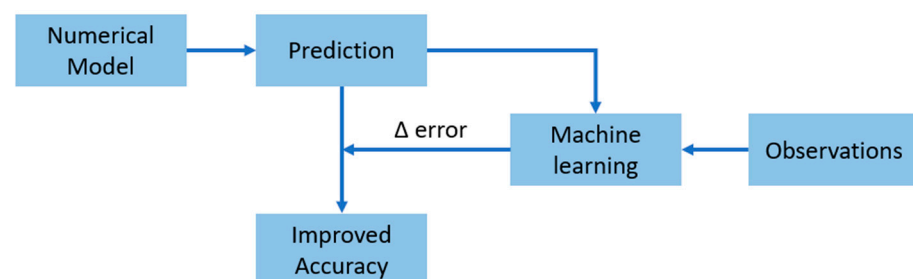 Numerical
Model
Prediction
Δ error
Machine
learning
Observations
Improved
Accuracy